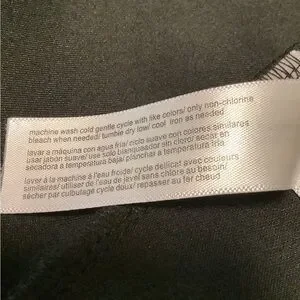 machine wash cold gentle cycle with like colors/ only non-chlorine
bleach when needed/ tumble dry low/ cool iron as needed
lavar a máquina con agua fria/ ciclo suave con colores similares
usar jabón suave/ use solo blanqueador sin cloro/ secar en
secadora a temperatura baja/ planchar a temperatura fria
laver à la machine à l'eau froide/ cycle délicat avec couleurs
similaires/ utiliser de l'eau de javel sans chlore au besoin/
sécher par culbutage cycle doux/ repasser au fer chaud